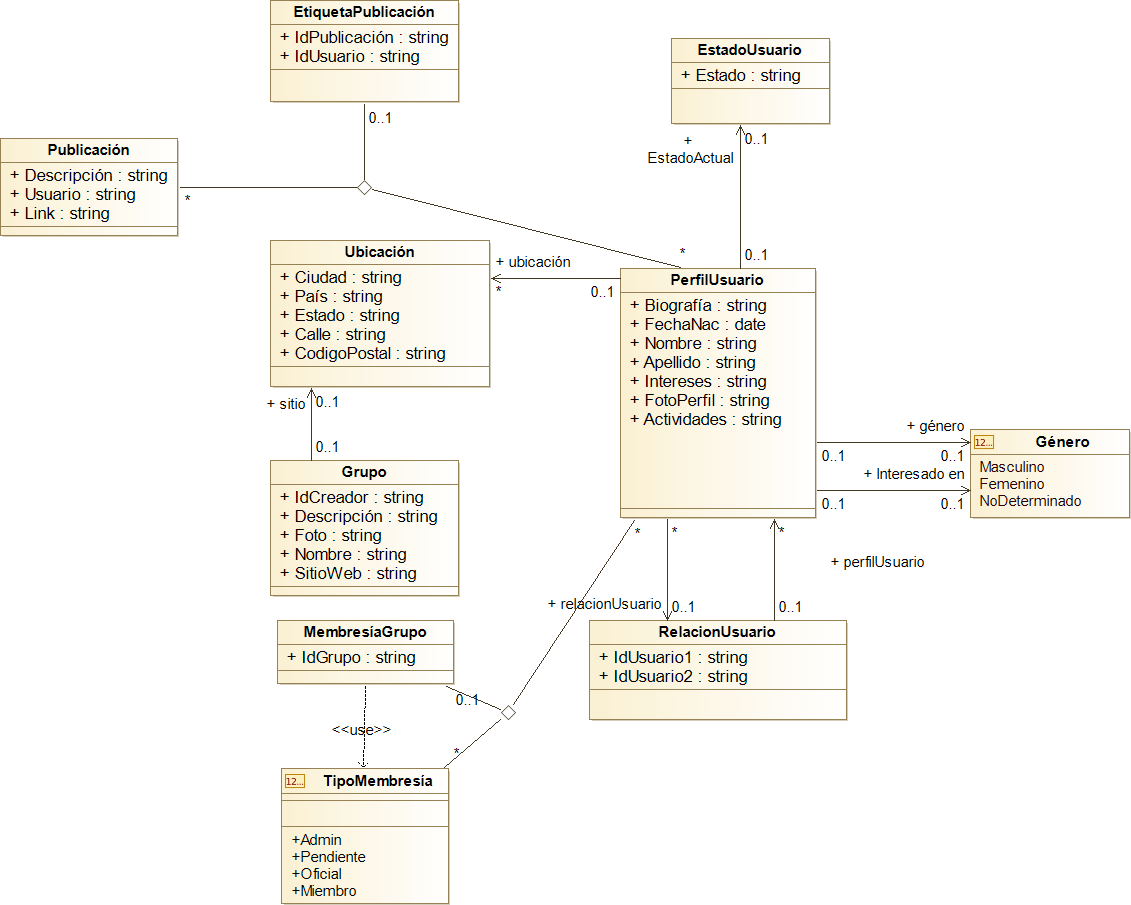 EtiquetaPublicación
+ IdPublicación : string
+ IdUsuario : string
0..1
Publicación
+ Descripción : string
+ Usuario : string
+ Link : string
*
*
EstadoUsuario
+ Estado : string
0..1
+
EstadoActual
0..1
Ubicación
+ Ciudad : string
+ País : string
+ Estado : string
+ Calle : string
+ CodigoPostal : string
+ ubicación
*
0..1
PerfilUsuario
+ Biografía : string
+ FechaNac : date
+ Nombre : string
+ Apellido : string
+ Intereses : string
+ FotoPerfil : string
+ Actividades : string
+ sitio
0..1
0..1
Grupo
+ IdCreador : string
+ Descripción : string
+ Foto : string
+ Nombre : string
+ SitioWeb : string
+ género
0..1
0..1
+ Interesado en
0..1
0..1
12...
Género
Masculino
Femenino
NoDeterminado
*
*
*
+ perfilUsuario
+ relacionUsuario
0..1
0..1
RelacionUsuario
+ IdUsuario1 : string
+ IdUsuario2 : string
MembresíaGrupo
+ IdGrupo : string
0..1
<<use>>
*
12...
TipoMembresía
+Admin
+Pendiente
+Oficial
+Miembro